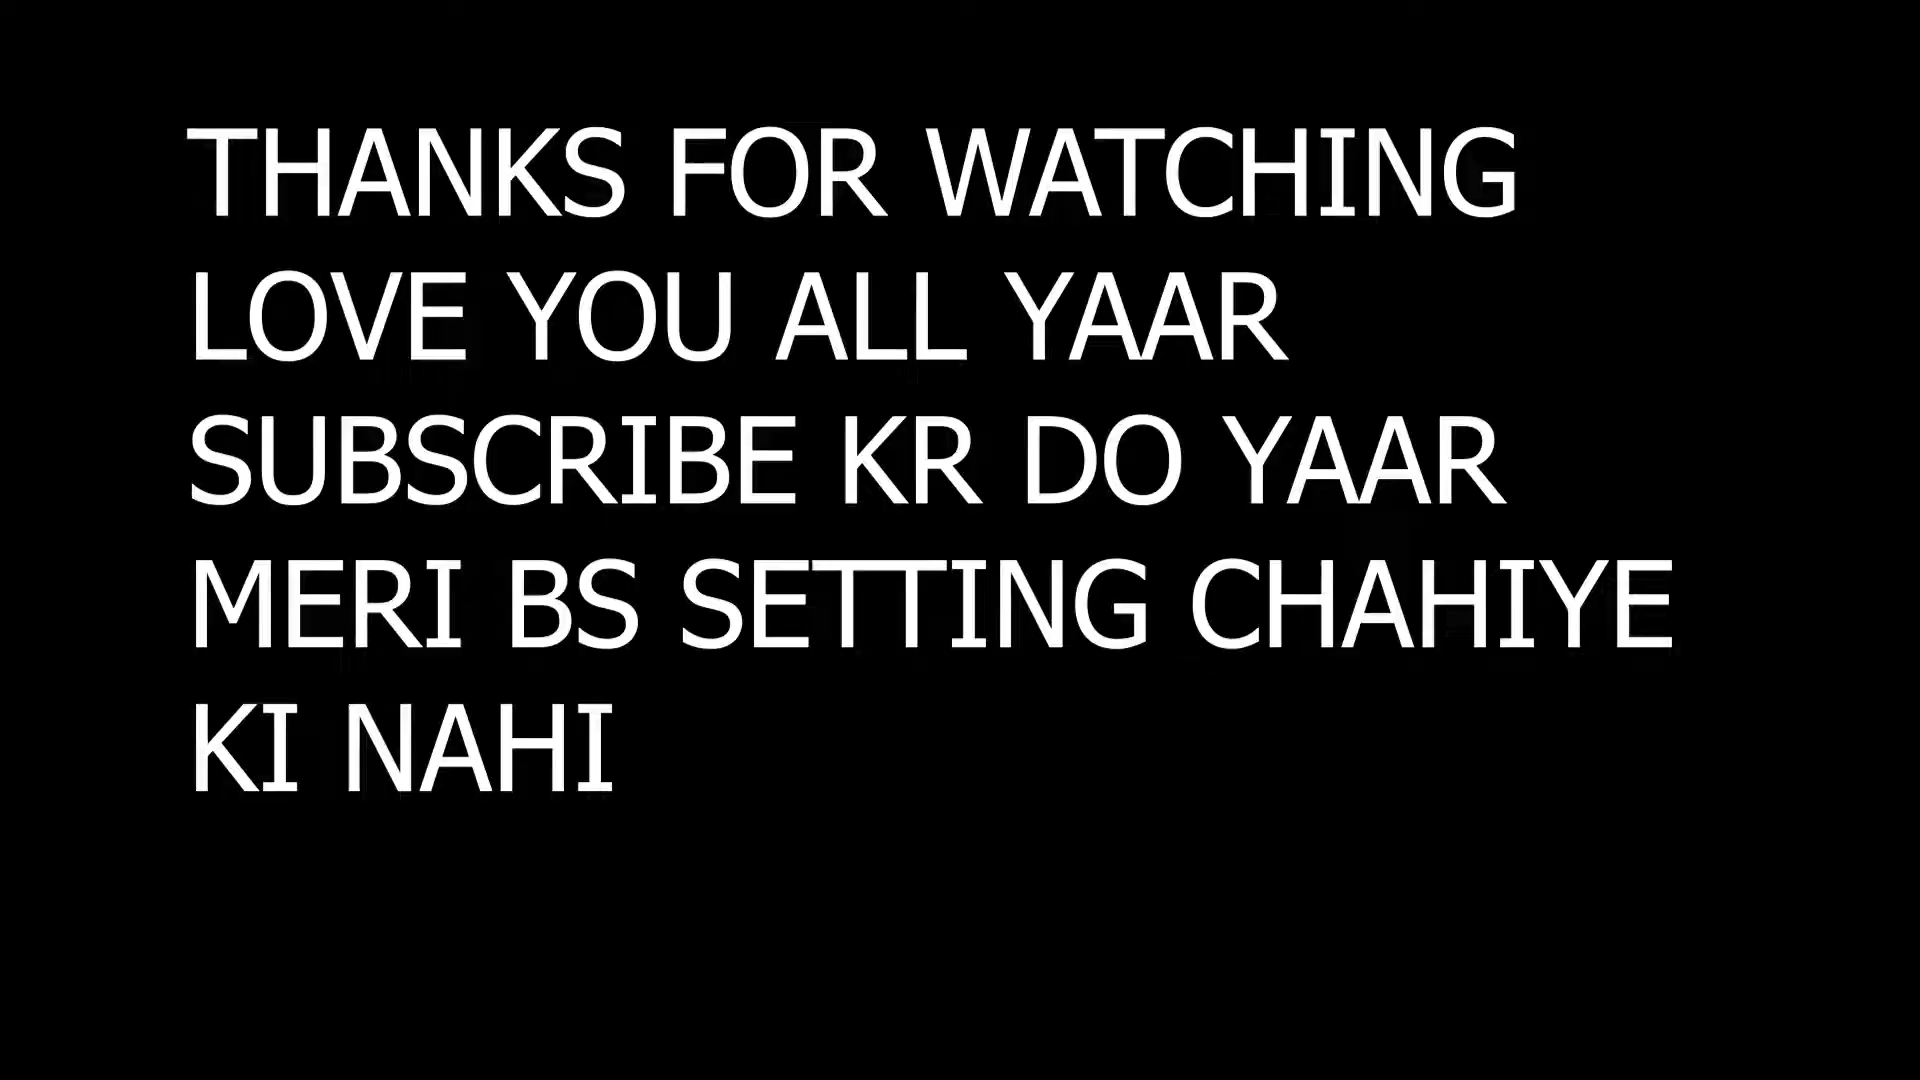 THANKS FOR WATCHING
LOVE YOU ALL YAAR
SUBSCRIBE KR DO YAAR
MERI BS SETTING CHAHIYE
KI NAHI